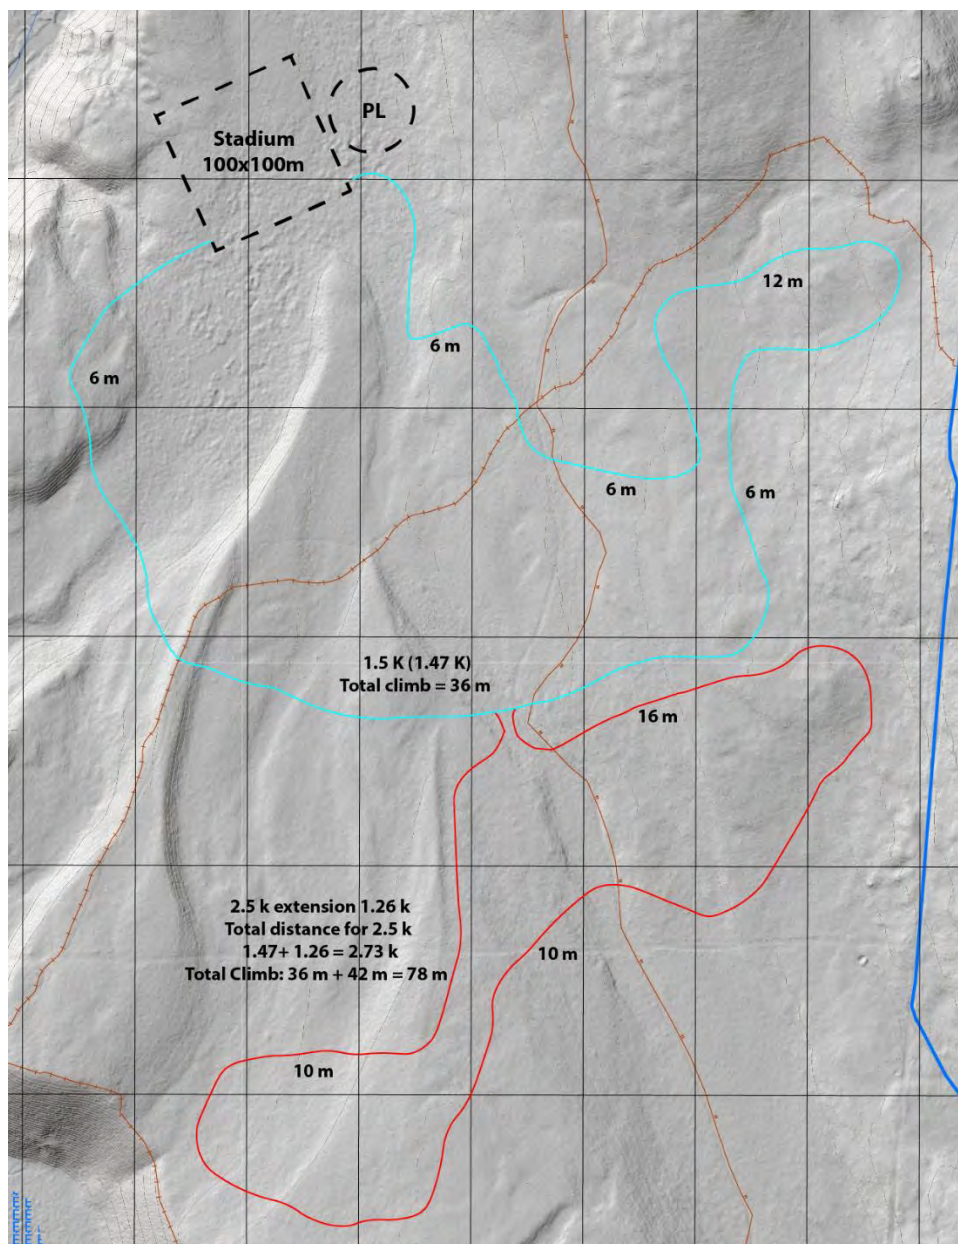 PL
Stadium
100x100m
12 m
6 m
6 m
6 m
6 m
1.5 K (1.47 K)
Total climb = 36 m
16 m
2.5 k extension 1.26 k
Total distance for 2.5 k
1.47+ 1.26 = 2.73 k
Total Climb: 36 m + 42 m = 78 m
10 m
10 m